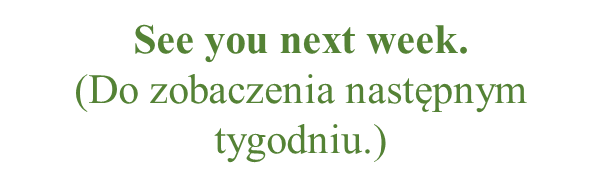 See you next week.
(Do zobaczenia następnym
tygodniu.)